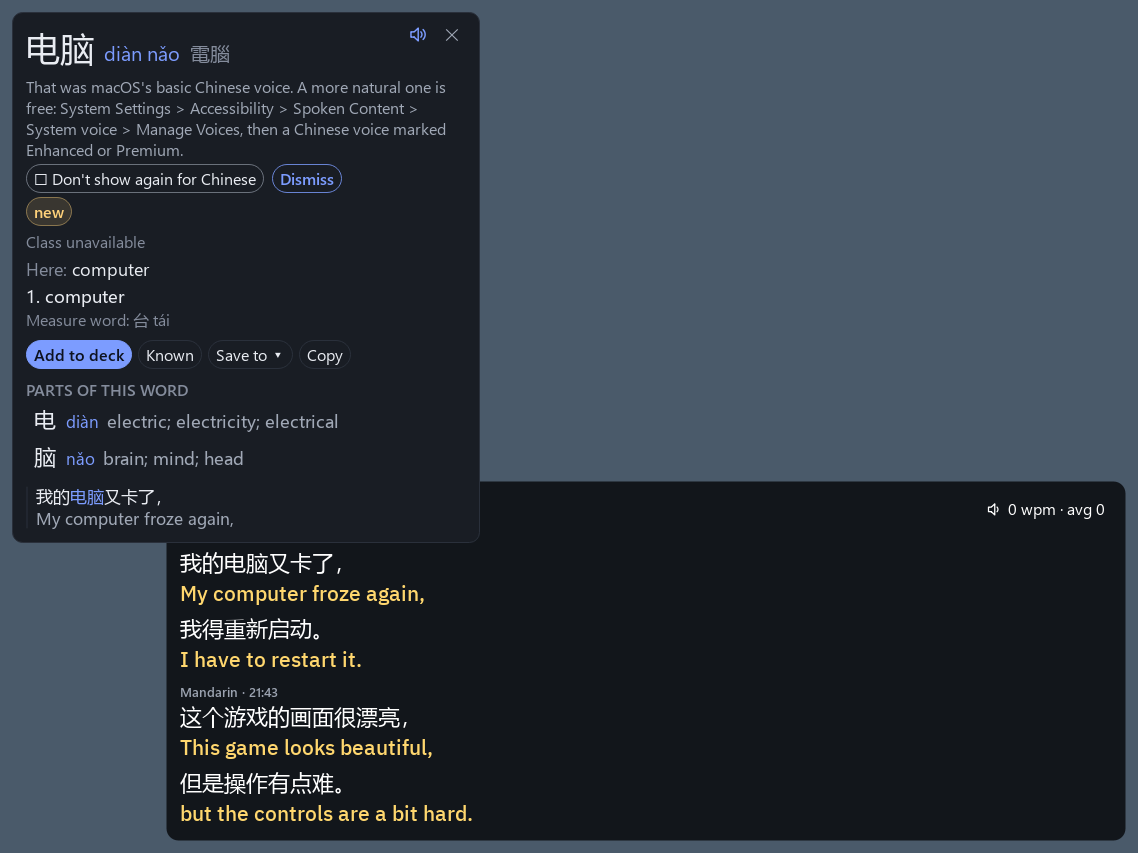 电脑 diàn nǎo 電腦
That was macOS's basic Chinese voice. A more natural one is
free: System Settings > Accessibility > Spoken Content >
System voice > Manage Voices, then a Chinese voice marked
Enhanced or Premium.
☐ Don't show again for Chinese Dismiss
new
Class unavailable
Here: computer
1. computer
Measure word: 台 tái
Add to deck Known Save to ▾ Copy
PARTS OF THIS WORD
电 diàn electric; electricity; electrical
脑 nǎo brain; mind; head
我的电脑又卡了，
My computer froze again,
0 wpm · avg 0
我的电脑又卡了，
My computer froze again,
我得重新启动。
I have to restart it.
Mandarin · 21:43
这个游戏的画面很漂亮，
This game looks beautiful,
但是操作有点难。
but the controls are a bit hard.